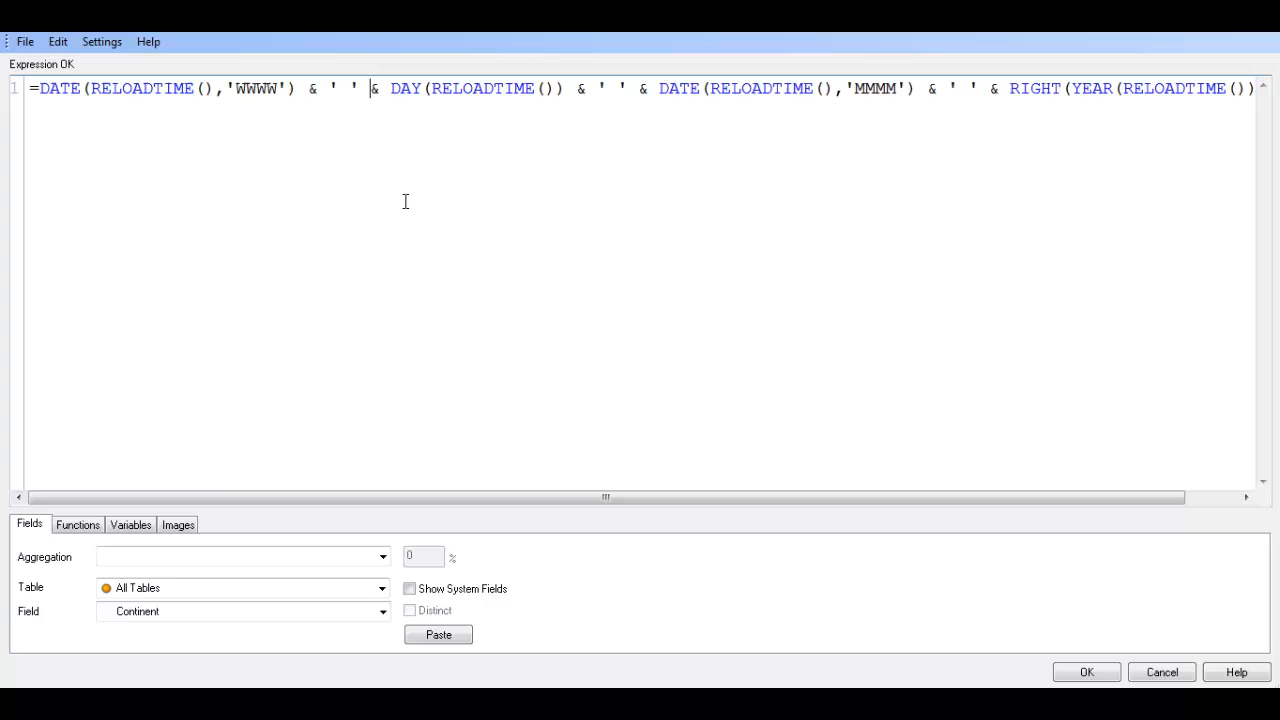 File Edit Settings Help
Expression OK
1 =DATE(RELOADTIME(),'WWWW') & ' ' & DAY(RELOADTIME()) & ' ' & DATE(RELOADTIME(),'MMMM') & ' ' & RIGHT(YEAR(RELOADTIME())
Fields Functions Variables Images
Aggregation 0 %
Table All Tables Show System Fields
Field Continent Distinct
Paste
OK Cancel Help